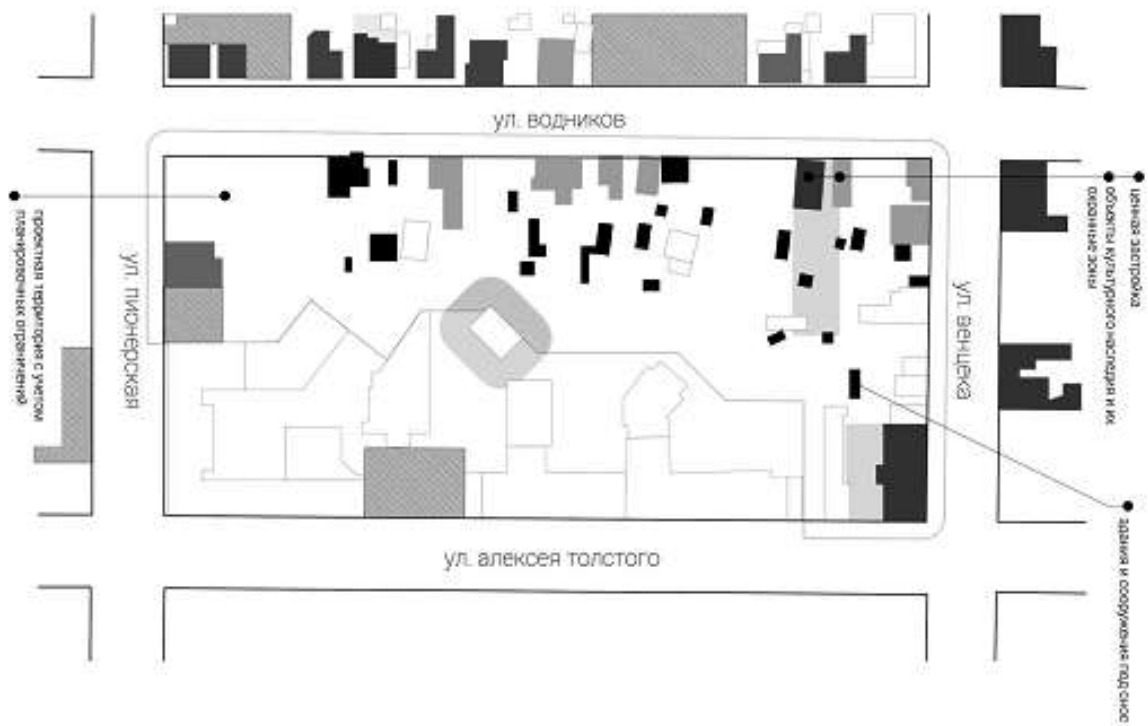 ул. водников
ул. пионерская
ул. венцека
ул. алексея толстого
проектная территория с учетом
планировочных ограничений
ценная застройка
объекты культурного наследия и их
охранные зоны
здания и сооружения под снос